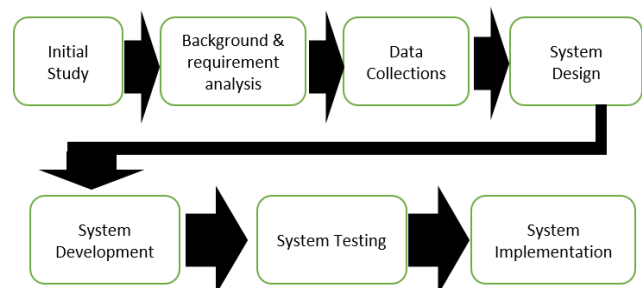 Initial
Study
Background &
requirement
analysis
Data
Collections
System
Design
System
Development
System Testing
System
Implementation